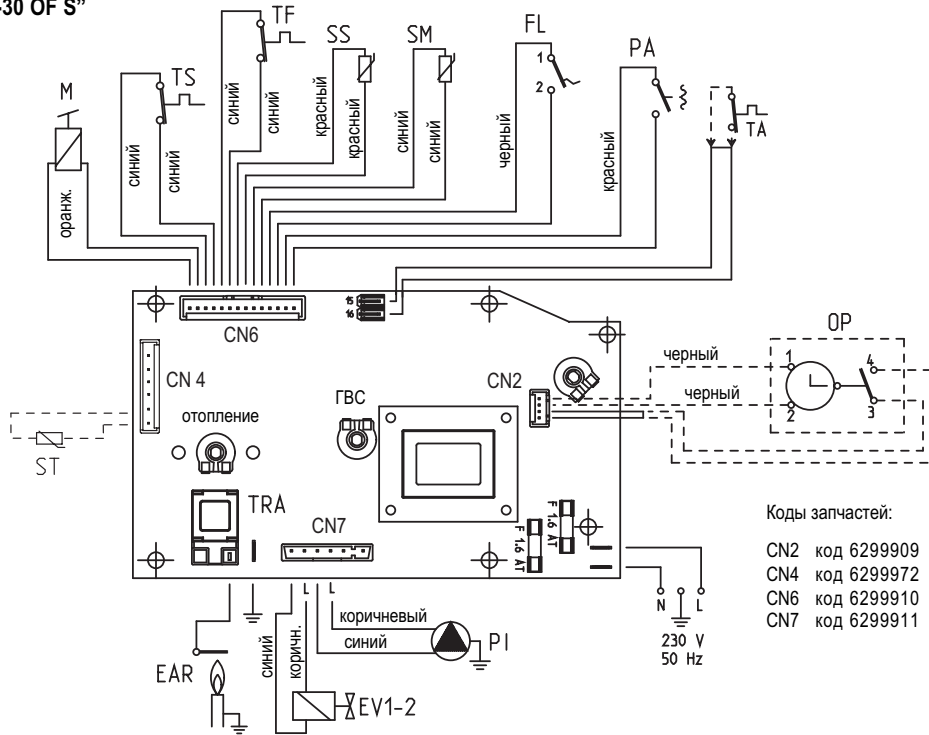 -30 OF S”
TF
SS
SM
FL
PA
TS
M
TA
синий
синий
красный
красный
синий
синий
черный
красный
синий
синий
оранж.
1
2
15
16
CN6
CN 4
CN2
ГВС
отопление
ST
TRA
CN7
F 1.6 AT
F 1.6 AT
OP
черный
черный
1
2
4
3
Коды запчастей:
CN2 код 6299909
CN4 код 6299972
CN6 код 6299910
CN7 код 6299911
N
L
230 V
50 Hz
L
L
коричневый
синий
PI
синий
коричн.
EAR
EV1-2